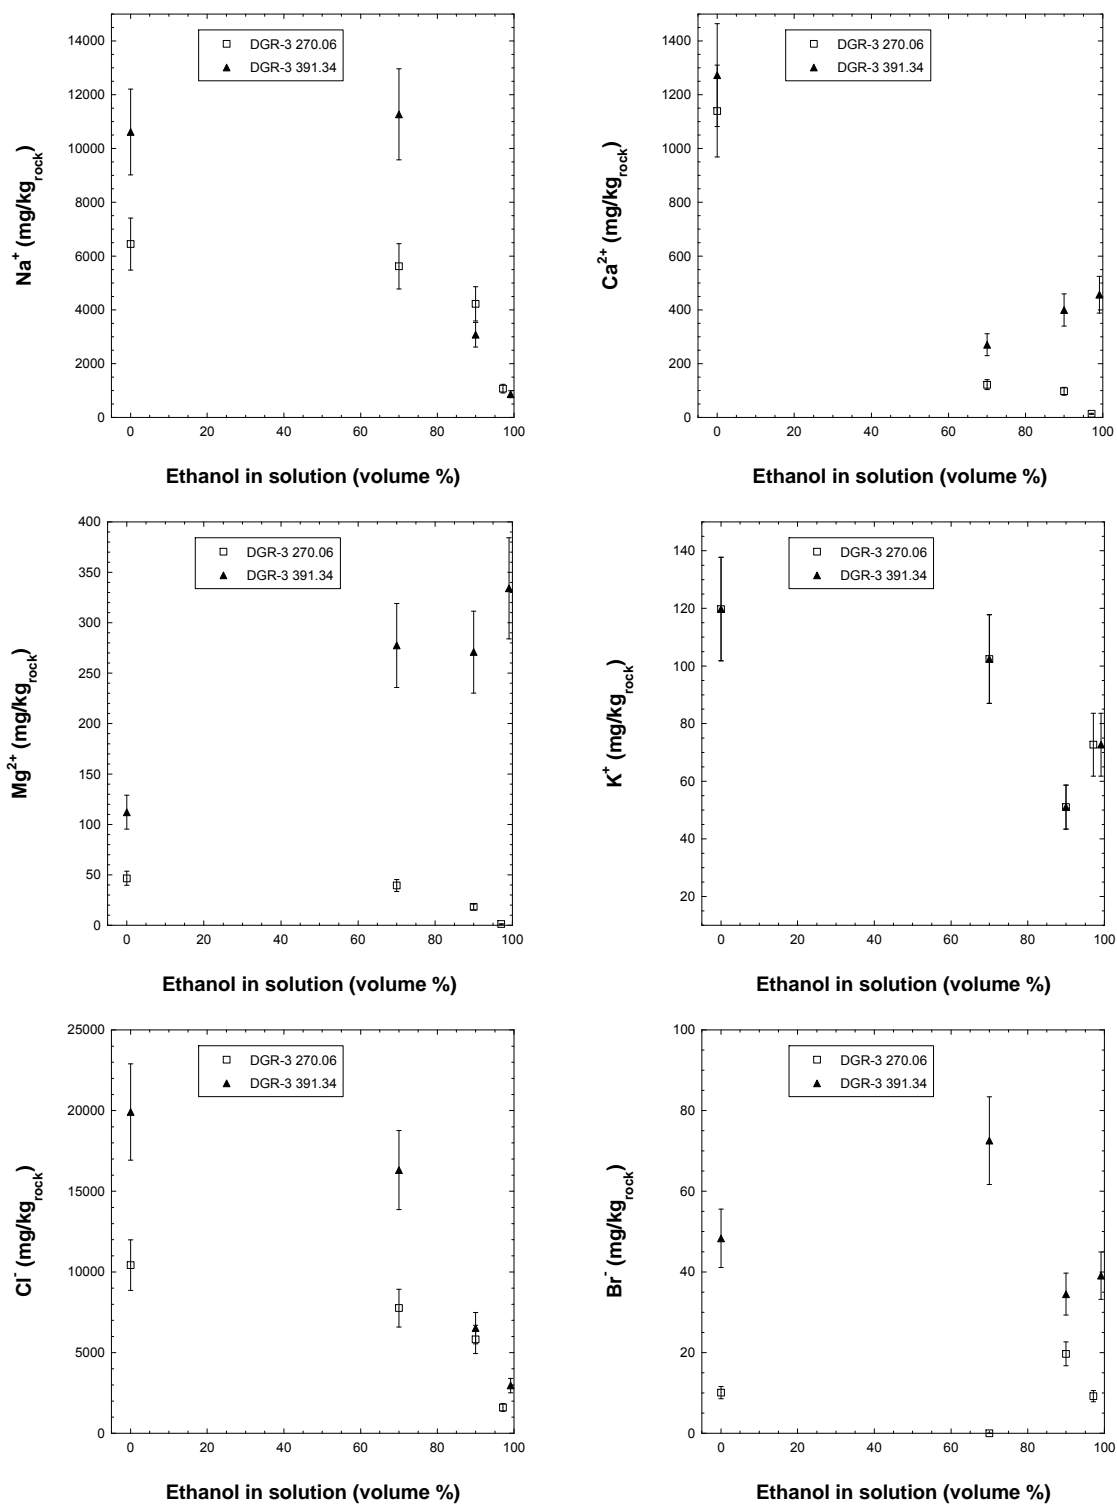 14000
12000
10000
8000
6000
4000
2000
0
Na⁺ (mg/kg_rock)
DGR-3 270.06
DGR-3 391.34
0 20 40 60 80 100
Ethanol in solution (volume %)
1400
1200
1000
800
600
400
200
0
Ca²⁺ (mg/kg_rock)
DGR-3 270.06
DGR-3 391.34
0 20 40 60 80 100
Ethanol in solution (volume %)
400
350
300
250
200
150
100
50
0
Mg²⁺ (mg/kg_rock)
DGR-3 270.06
DGR-3 391.34
0 20 40 60 80 100
Ethanol in solution (volume %)
140
120
100
80
60
40
20
K⁺ (mg/kg_rock)
DGR-3 270.06
DGR-3 391.34
0 20 40 60 80 100
Ethanol in solution (volume %)
25000
20000
15000
10000
5000
0
Cl⁻ (mg/kg_rock)
DGR-3 270.06
DGR-3 391.34
0 20 40 60 80 100
Ethanol in solution (volume %)
100
80
60
40
20
0
Br⁻ (mg/kg_rock)
DGR-3 270.06
DGR-3 391.34
0 20 40 60 80 100
Ethanol in solution (volume %)